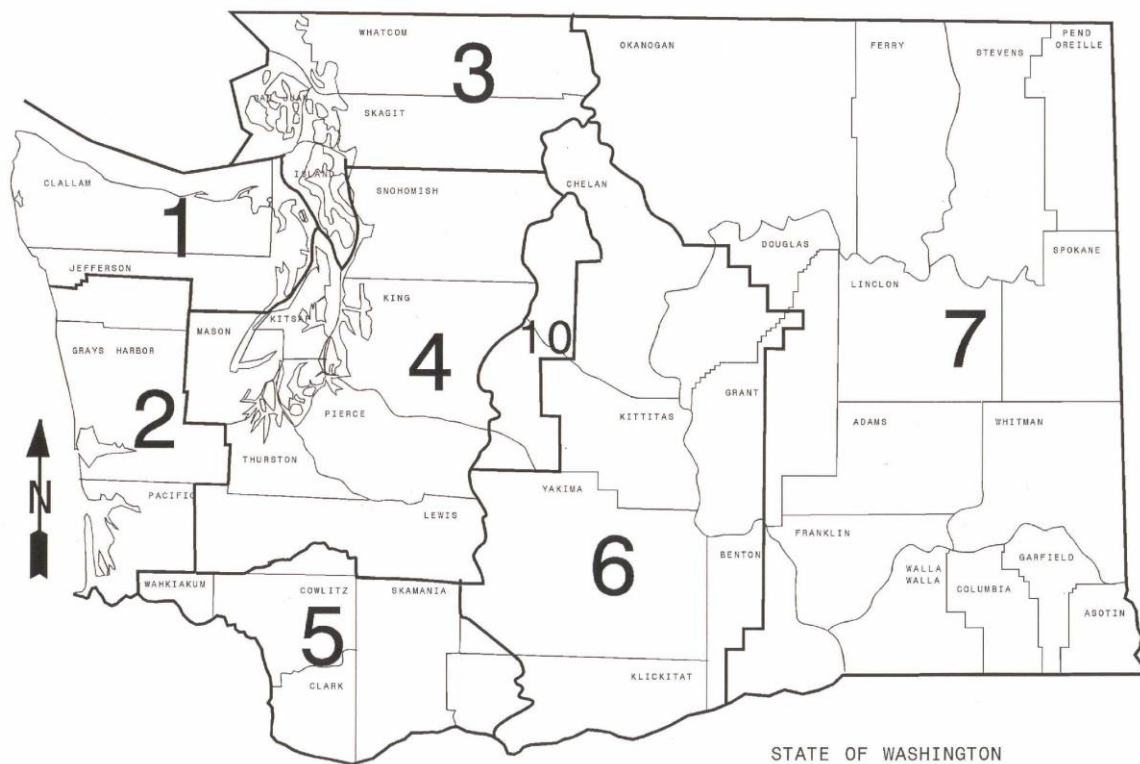 WHATCOM
3
OKANOGAN
FERRY
STEVENS
PEND
OREILLE
SAN JUAN
SKAGIT
CLALLAM
ISLAND
SNOHOMISH
CHELAN
1
DOUGLAS
SPOKANE
JEFFERSON
LINCLON
KING
KITSAP
MASON
10
7
GRAYS HARBOR
4
GRANT
2
PIERCE
KITTITAS
ADAMS
WHITMAN
THURSTON
N
PACIFIC
YAKIMA
LEWIS
FRANKLIN
6
BENTON
GARFIELD
WALLA
WALLA
WAHKIAKUM
COWLITZ
SKAMANIA
COLUMBIA
ASOTIN
5
KLICKITAT
CLARK
STATE OF WASHINGTON